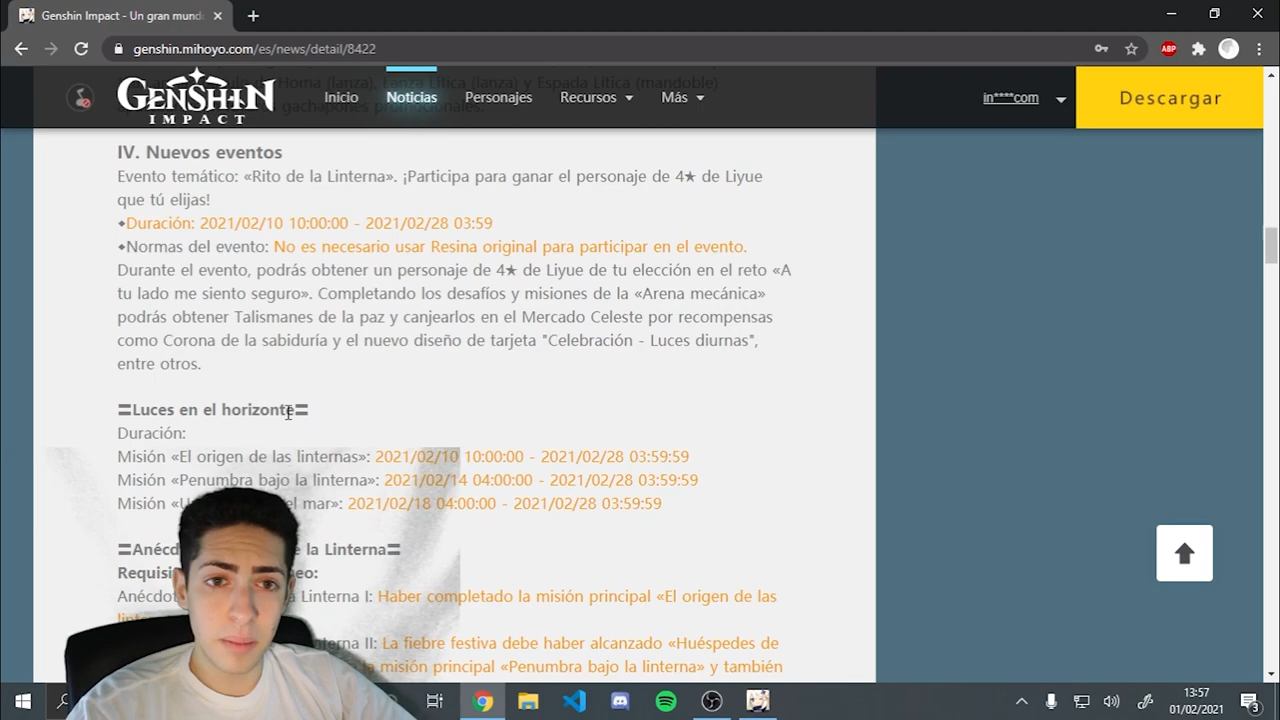 Genshin Impact - Un gran mund
genshin.mihoyo.com/es/news/detail/8422
ABP
GENSHIN
IMPACT
Inicio
Noticias
Personajes
Recursos
Más
in****com
Descargar
Homa (lanza), Lanza Lítica (lanza) y Espada Lítica (mandoble)
IV. Nuevos eventos
Evento temático: «Rito de la Linterna». ¡Participa para ganar el personaje de 4★ de Liyue
que tú elijas!
◆Duración: 2021/02/10 10:00:00 - 2021/02/28 03:59
◆Normas del evento: No es necesario usar Resina original para participar en el evento.
Durante el evento, podrás obtener un personaje de 4★ de Liyue de tu elección en el reto «A
tu lado me siento seguro». Completando los desafíos y misiones de la «Arena mecánica»
podrás obtener Talismanes de la paz y canjearlos en el Mercado Celeste por recompensas
como Corona de la sabiduría y el nuevo diseño de tarjeta "Celebración - Luces diurnas",
entre otros.
〓Luces en el horizonte〓
Duración:
Misión «El origen de las linternas»: 2021/02/10 10:00:00 - 2021/02/28 03:59:59
Misión «Penumbra bajo la linterna»: 2021/02/14 04:00:00 - 2021/02/28 03:59:59
Misión el mar»: 2021/02/18 04:00:00 - 2021/02/28 03:59:59
la Linterna〓
Linterna I: Haber completado la misión principal «El origen de las
II: La fiebre festiva debe haber alcanzado «Huéspedes de
la misión principal «Penumbra bajo la linterna» y también
13:57
01/02/2021
3